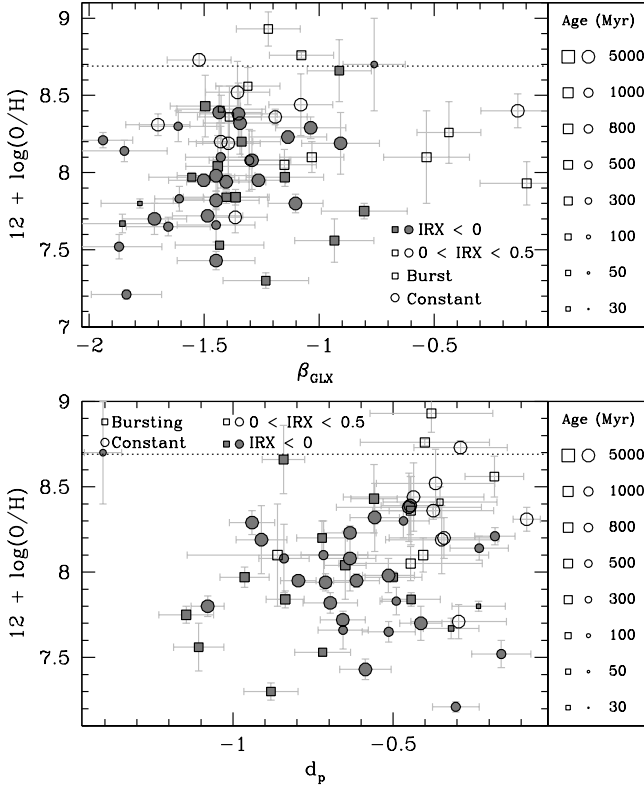 9
8.5
8
7.5
7
12 + log(O/H)
-2
-1.5
-1
-0.5
β_GLX
IRX < 0
0 < IRX < 0.5
Burst
Constant
Age (Myr)
5000
1000
800
500
300
100
50
30
9
8.5
8
7.5
12 + log(O/H)
-1
-0.5
d_p
Bursting
0 < IRX < 0.5
Constant
IRX < 0
Age (Myr)
5000
1000
800
500
300
100
50
30